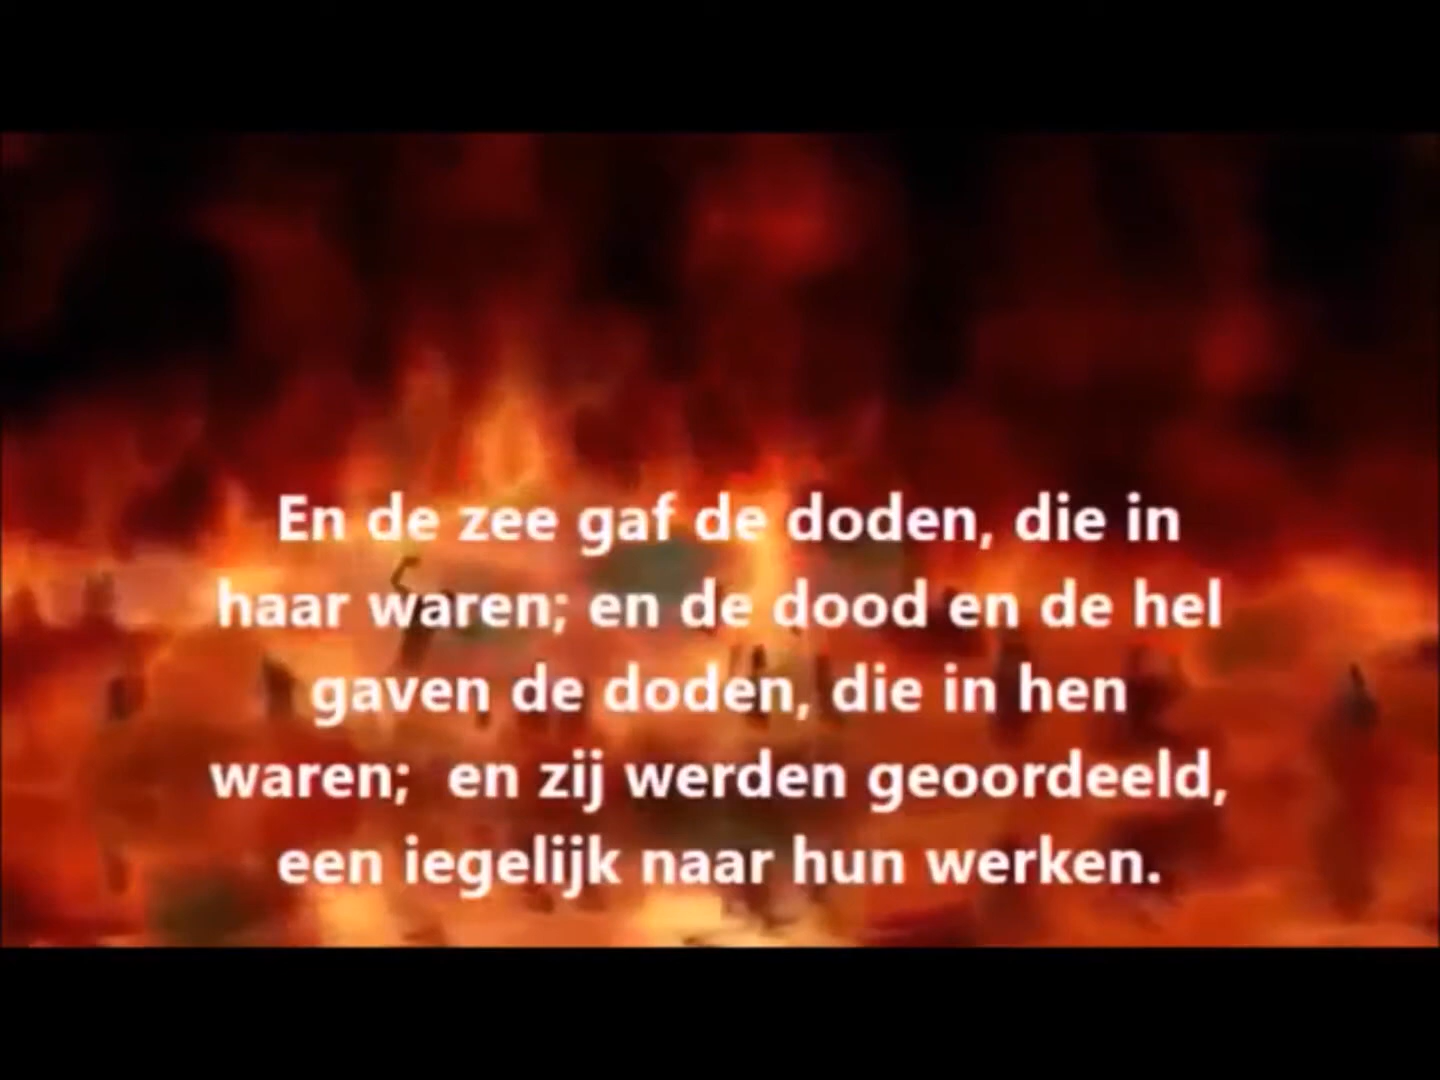 En de zee gaf de doden, die in
haar waren; en de dood en de hel
gaven de doden, die in hen
waren;  en zij werden geoordeeld,
een iegelijk naar hun werken.